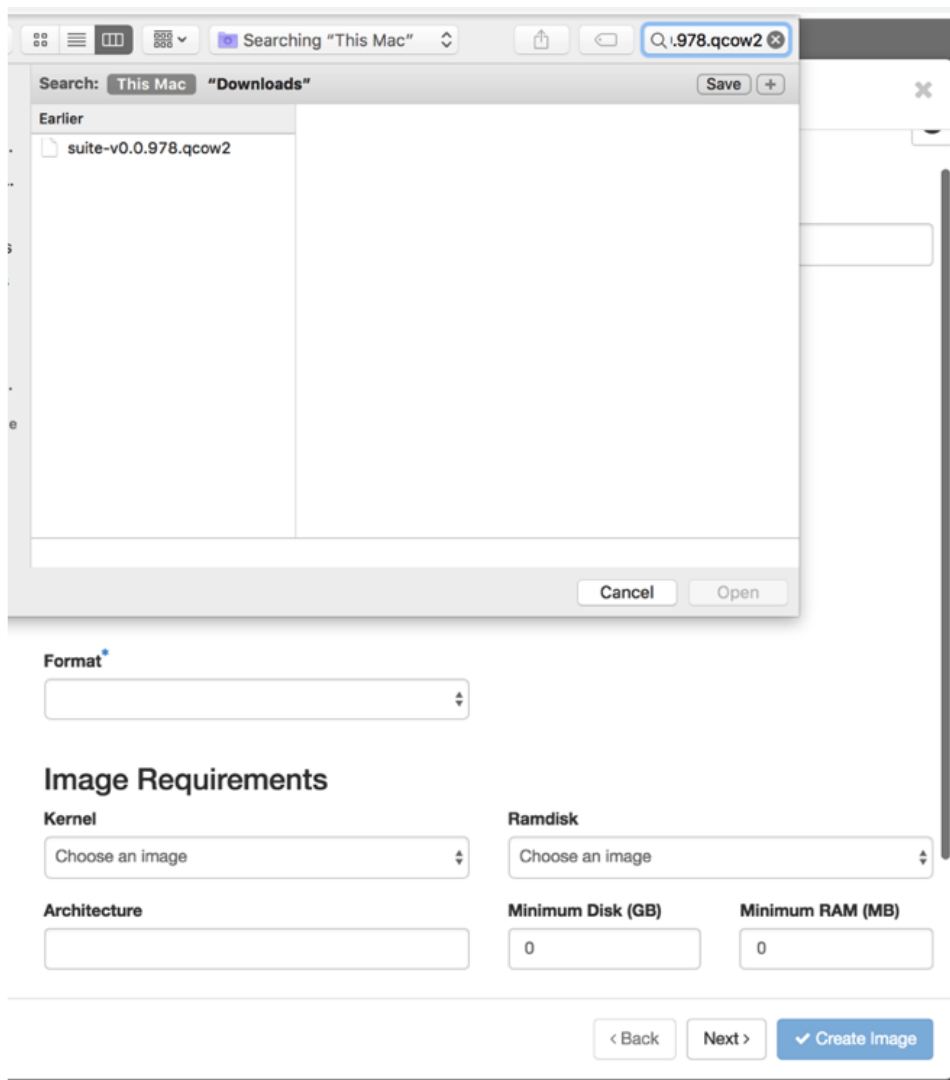 Searching “This Mac”
.978.qcow2
Search: This Mac “Downloads” Save +
Earlier
suite-v0.0.978.qcow2
s
e
Cancel Open
Format*
Image Requirements
Kernel Ramdisk
Choose an image Choose an image
Architecture Minimum Disk (GB) Minimum RAM (MB)
0 0
< Back Next > ✓ Create Image